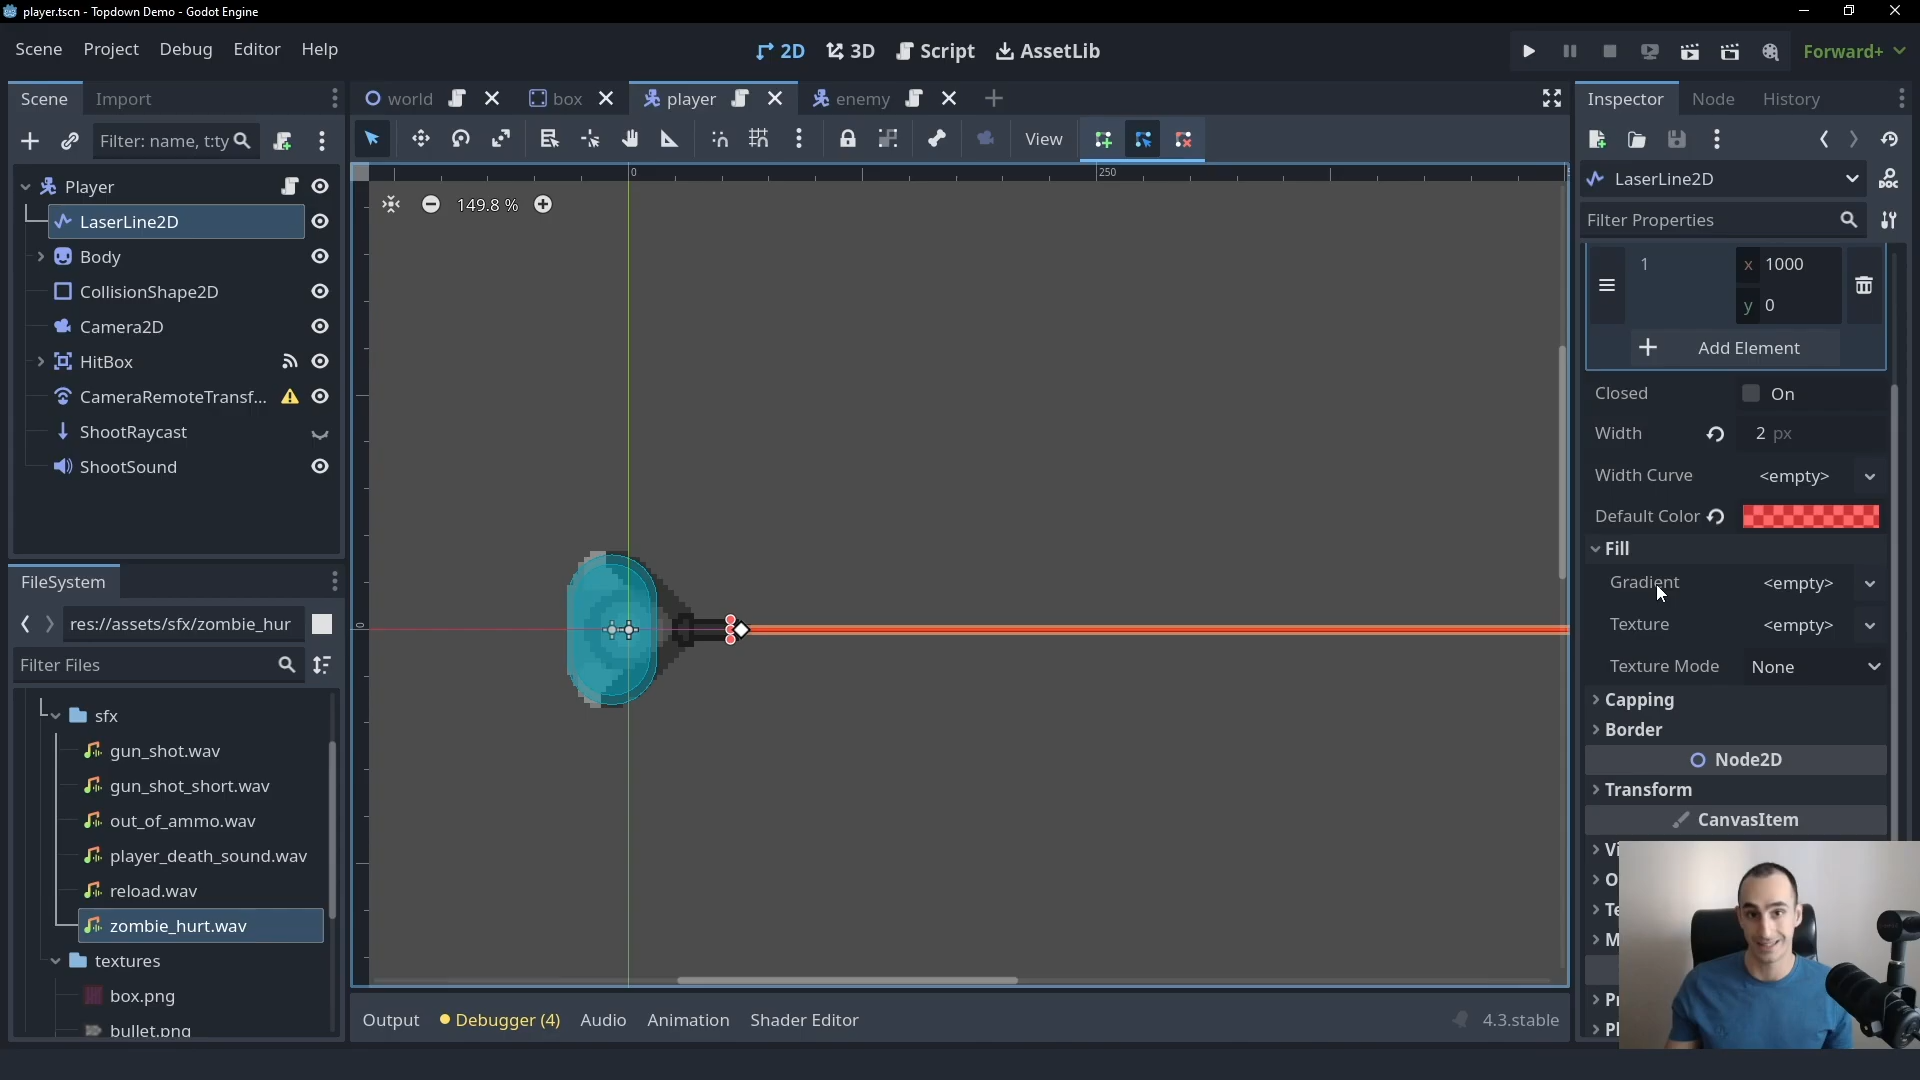 player.tscn - Topdown Demo - Godot Engine
Scene Project Debug Editor Help
2D 3D Script AssetLib
Forward+
Scene Import
world box player enemy
Inspector Node History
Filter: name, t:ty
View
Player
LaserLine2D
Body
CollisionShape2D
Camera2D
HitBox
CameraRemoteTransf...
ShootRaycast
ShootSound
0 250
149.8 %
0
LaserLine2D
Filter Properties
1 x 1000
y 0
Add Element
Closed On
Width 2 px
Width Curve <empty>
Default Color
Fill
Gradient <empty>
Texture <empty>
Texture Mode None
Capping
Border
Node2D
Transform
CanvasItem
Vi
O
Te
M
Pr
Pl
FileSystem
res://assets/sfx/zombie_hur
Filter Files
sfx
gun_shot.wav
gun_shot_short.wav
out_of_ammo.wav
player_death_sound.wav
reload.wav
zombie_hurt.wav
textures
box.png
bullet.png
Output Debugger (4) Audio Animation Shader Editor
4.3.stable